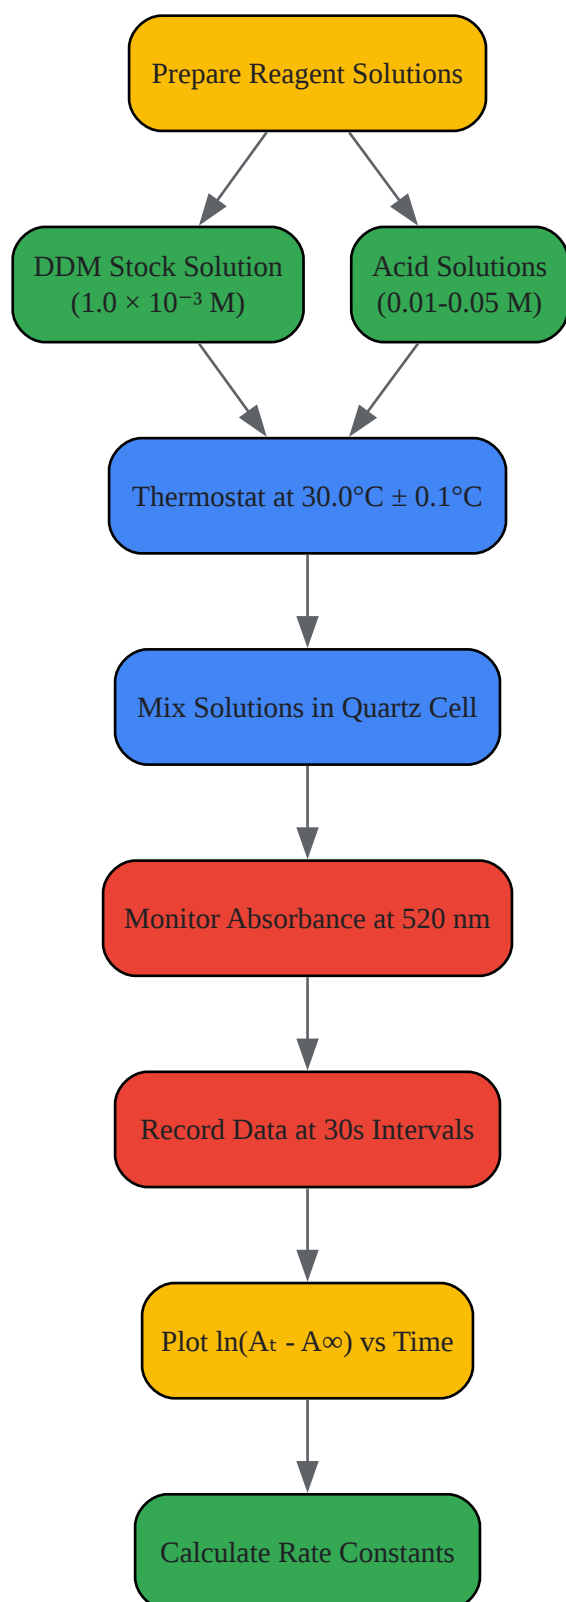 Prepare Reagent Solutions
DDM Stock Solution
(1.0 × 10⁻³ M)
Acid Solutions
(0.01-0.05 M)
Thermostat at 30.0°C ± 0.1°C
Mix Solutions in Quartz Cell
Monitor Absorbance at 520 nm
Record Data at 30s Intervals
Plot ln(Aₜ - A∞) vs Time
Calculate Rate Constants